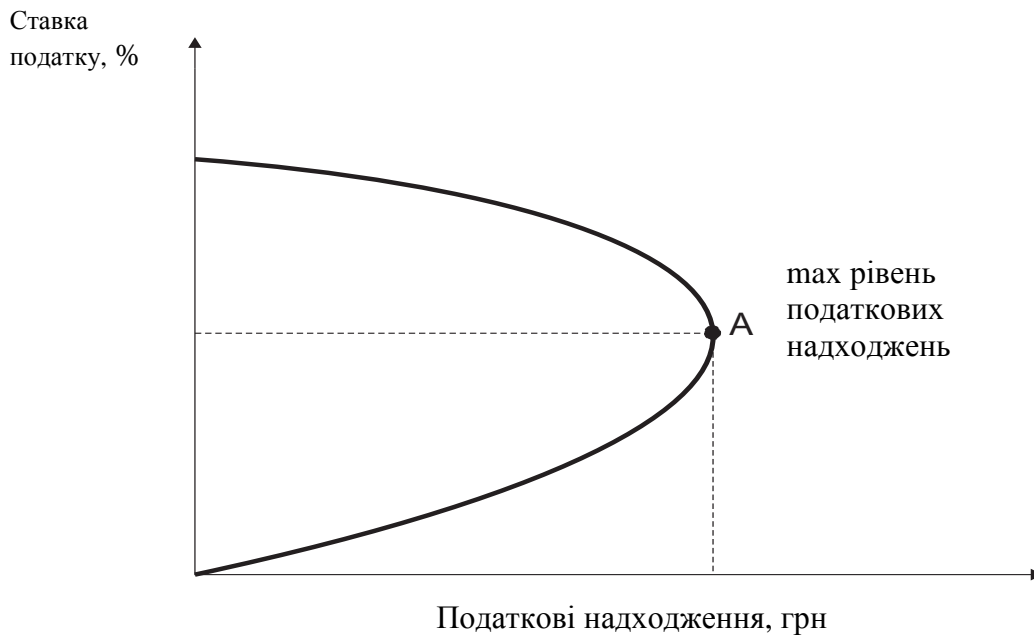 Ставка
податку, %
max рівень
податкових
надходжень
A
Податкові надходження, грн